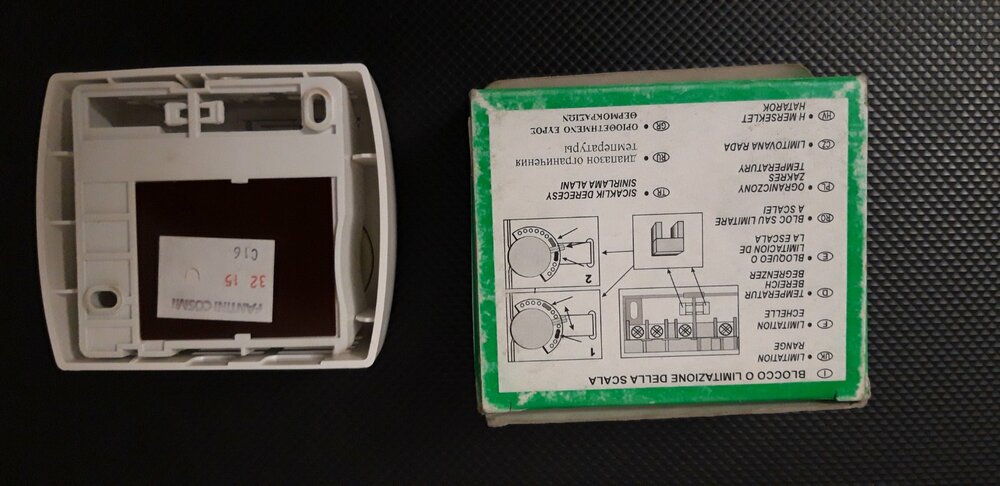 I BLOCCO O LIMITAZIONE DELLA SCALA
UK • LIMITATION
RANGE
F • LIMITATION
ECHELLE
D • TEMPERATUR
BEREICH
BEGRENZER
E • BLOQUEO O
LIMITACION DE
LA ESCALA
RO • BLOC SAU LIMITARE
A SCALEI
PL • OGRANICZONY
ZAKRES
TEMPERATURY
CZ • LIMITOVANA RADA
HV • H MERSEKLET
HATAROK
1
2
TR • SICAKLIK DERECESY
SINIRLAMA ALANI
RU • диапазон ограничения
температуры
GR • ΟΡΙΟΘΕΤΗΜΕΝΟ ΕΥΡΟΣ
ΘΕΡΜΟΚΡΑΣΙΩΝ
FANTINI COSMI
32 15
C16